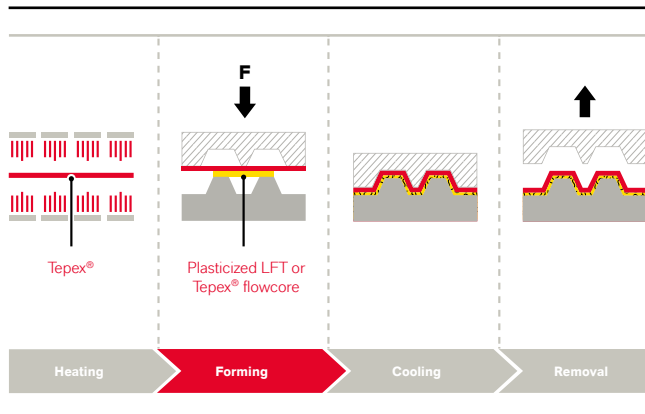 F
Tepex®
Plasticized LFT or
Tepex® flowcore
Heating
Forming
Cooling
Removal